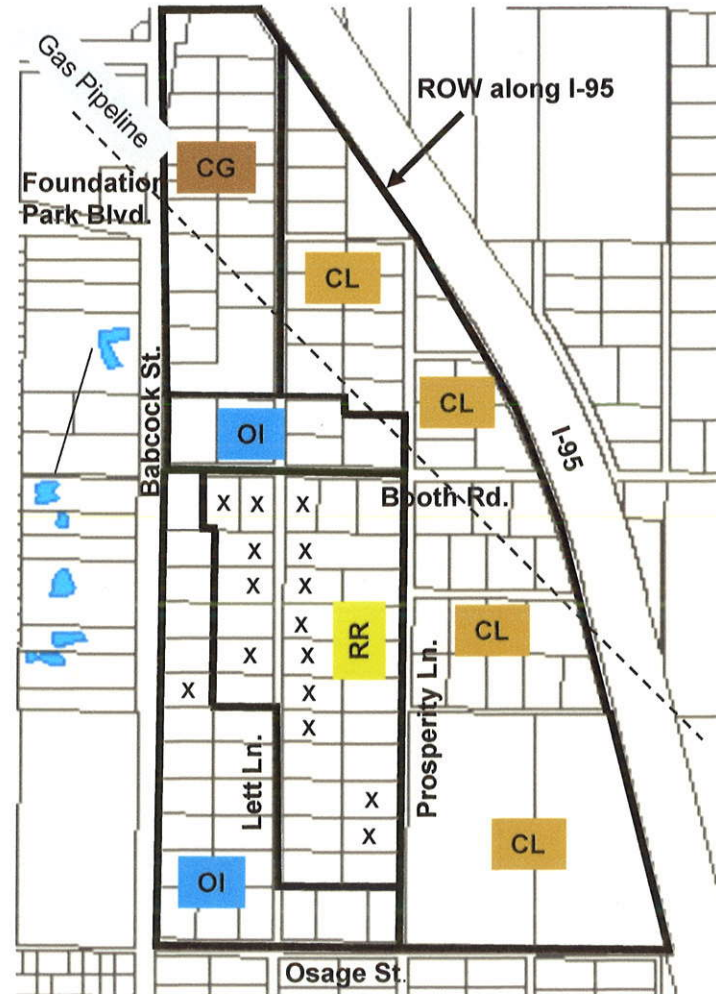 Gas Pipeline
ROW along I-95
CG
Foundation
Park Blvd.
CL
Babcock St.
CL
OI
I-95
Booth Rd.
X X X
X X
X X
X
RR
CL
X X
X X
X
Prosperity Ln.
Lett Ln.
X
X
CL
OI
Osage St.